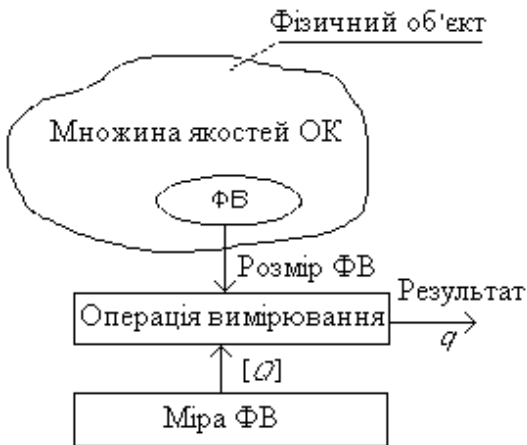 Фізичний об'єкт
Множина якостей ОК
ФВ
Розмір ФВ
Результат
Операція вимірювання
q
[Q]
Міра ФВ